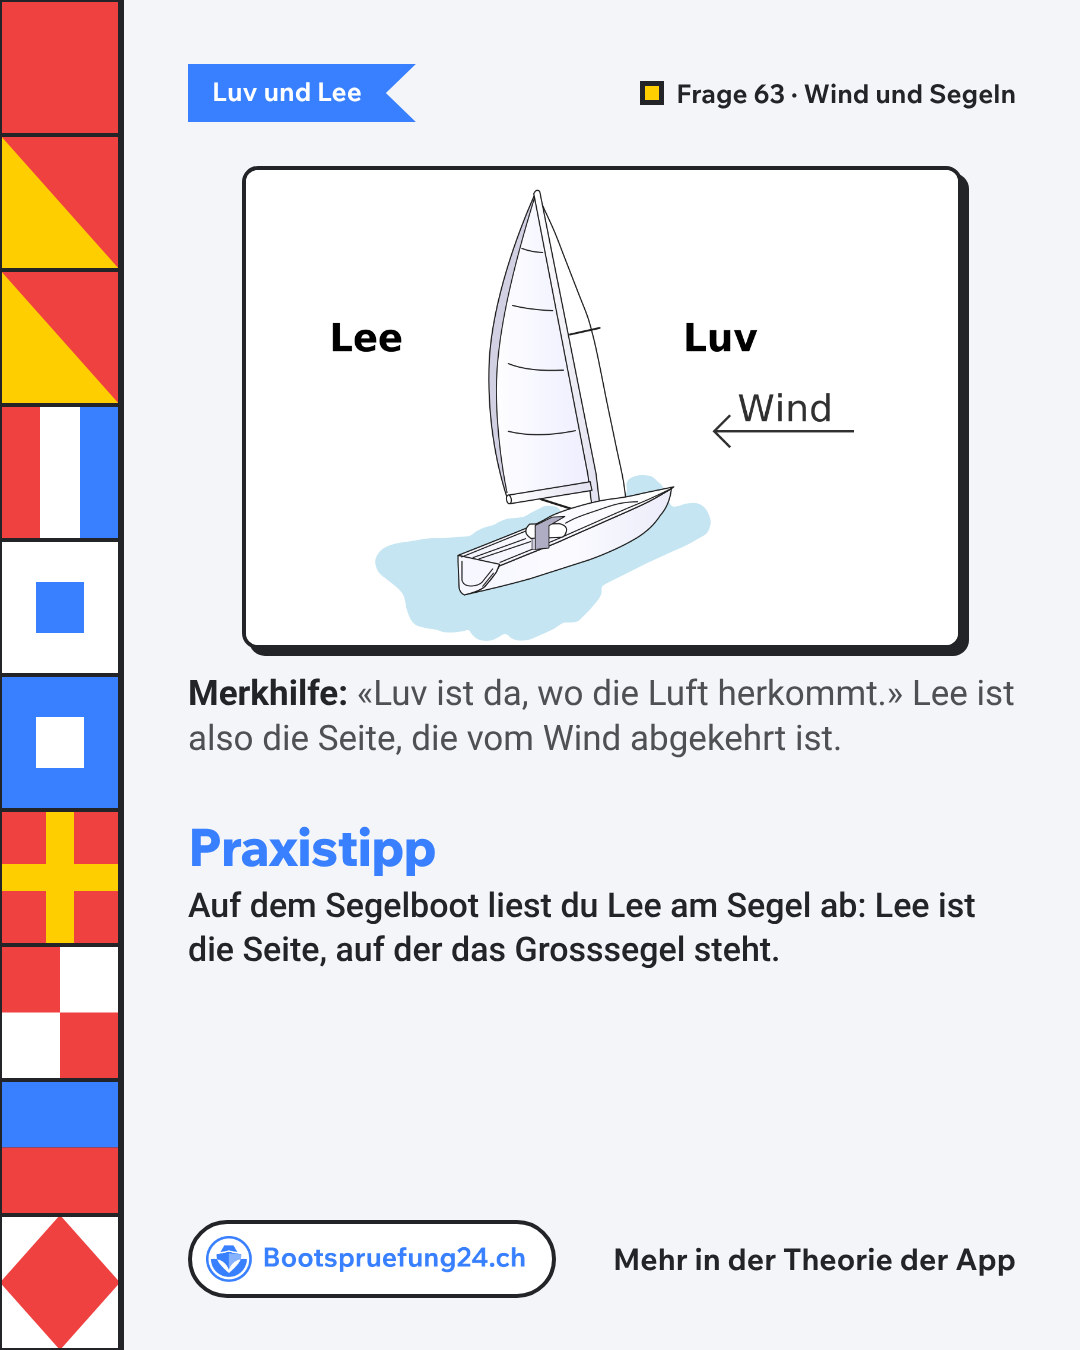 Luv und Lee
Frage 63 · Wind und Segeln
Lee
Luv
Wind
Merkhilfe: «Luv ist da, wo die Luft herkommt.» Lee ist
also die Seite, die vom Wind abgekehrt ist.
Praxistipp
Auf dem Segelboot liest du Lee am Segel ab: Lee ist
die Seite, auf der das Grosssegel steht.
Bootspruefung24.ch
Mehr in der Theorie der App